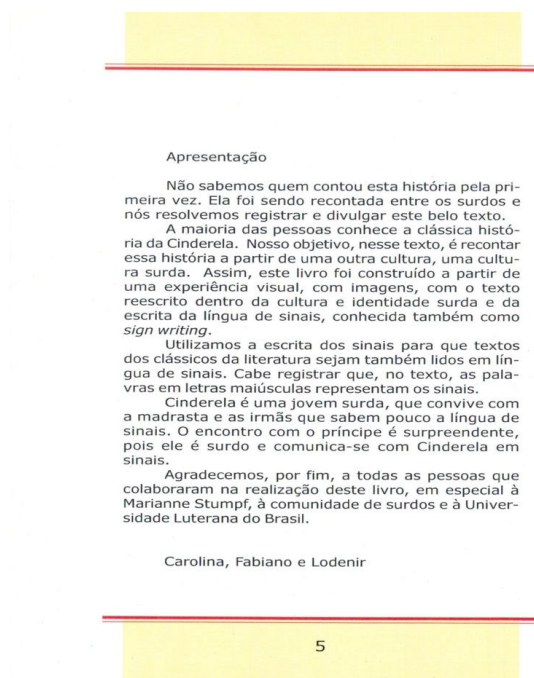 Apresentação
Não sabemos quem contou esta história pela pri-
meira vez. Ela foi sendo recontada entre os surdos e
nós resolvemos registrar e divulgar este belo texto.
A maioria das pessoas conhece a clássica histó-
ria da Cinderela. Nosso objetivo, nesse texto, é recontar
essa história a partir de uma outra cultura, uma cultu-
ra surda. Assim, este livro foi construído a partir de
uma experiência visual, com imagens, com o texto
reescrito dentro da cultura e identidade surda e da
escrita da língua de sinais, conhecida também como
sign writing.
Utilizamos a escrita dos sinais para que textos
dos clássicos da literatura sejam também lidos em lín-
gua de sinais. Cabe registrar que, no texto, as pala-
vras em letras maiúsculas representam os sinais.
Cinderela é uma jovem surda, que convive com
a madrasta e as irmãs que sabem pouco a língua de
sinais. O encontro com o príncipe é surpreendente,
pois ele é surdo e comunica-se com Cinderela em
sinais.
Agradecemos, por fim, a todas as pessoas que
colaboraram na realização deste livro, em especial à
Marianne Stumpf, à comunidade de surdos e à Univer-
sidade Luterana do Brasil.
Carolina, Fabiano e Lodenir
5